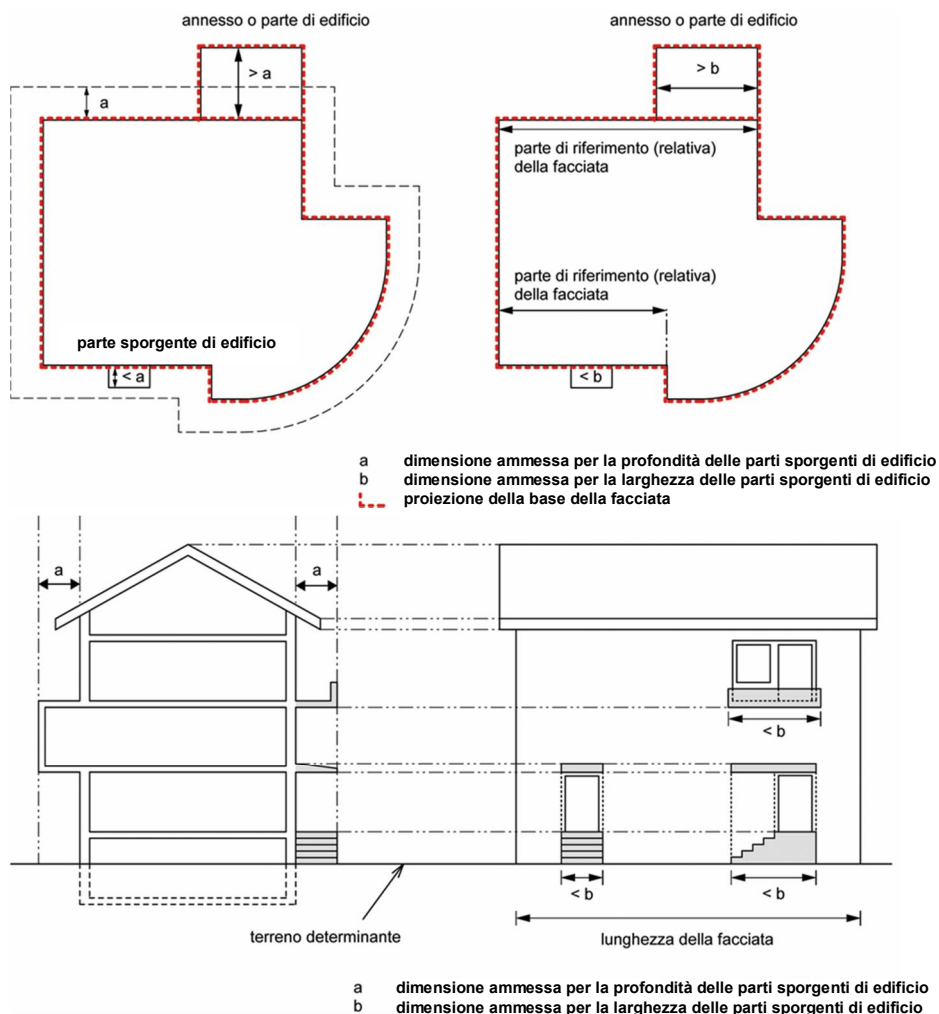 annesso o parte di edificio
annesso o parte di edificio
> a
> b
a
parte di riferimento (relativa)
della facciata
parte di riferimento (relativa)
della facciata
parte sporgente di edificio
< a
< b
a dimensione ammessa per la profondità delle parti sporgenti di edificio
b dimensione ammessa per la larghezza delle parti sporgenti di edificio
proiezione della base della facciata
a
a
< b
< b
< b
terreno determinante
lunghezza della facciata
a dimensione ammessa per la profondità delle parti sporgenti di edificio
b dimensione ammessa per la larghezza delle parti sporgenti di edificio